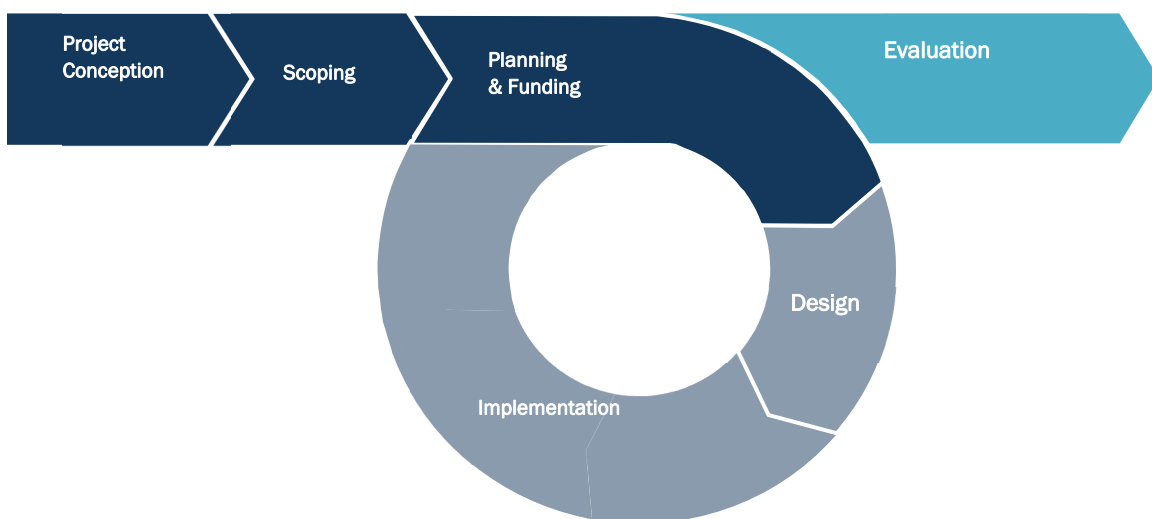 Project
Conception
Scoping
Planning
& Funding
Evaluation
Design
Implementation